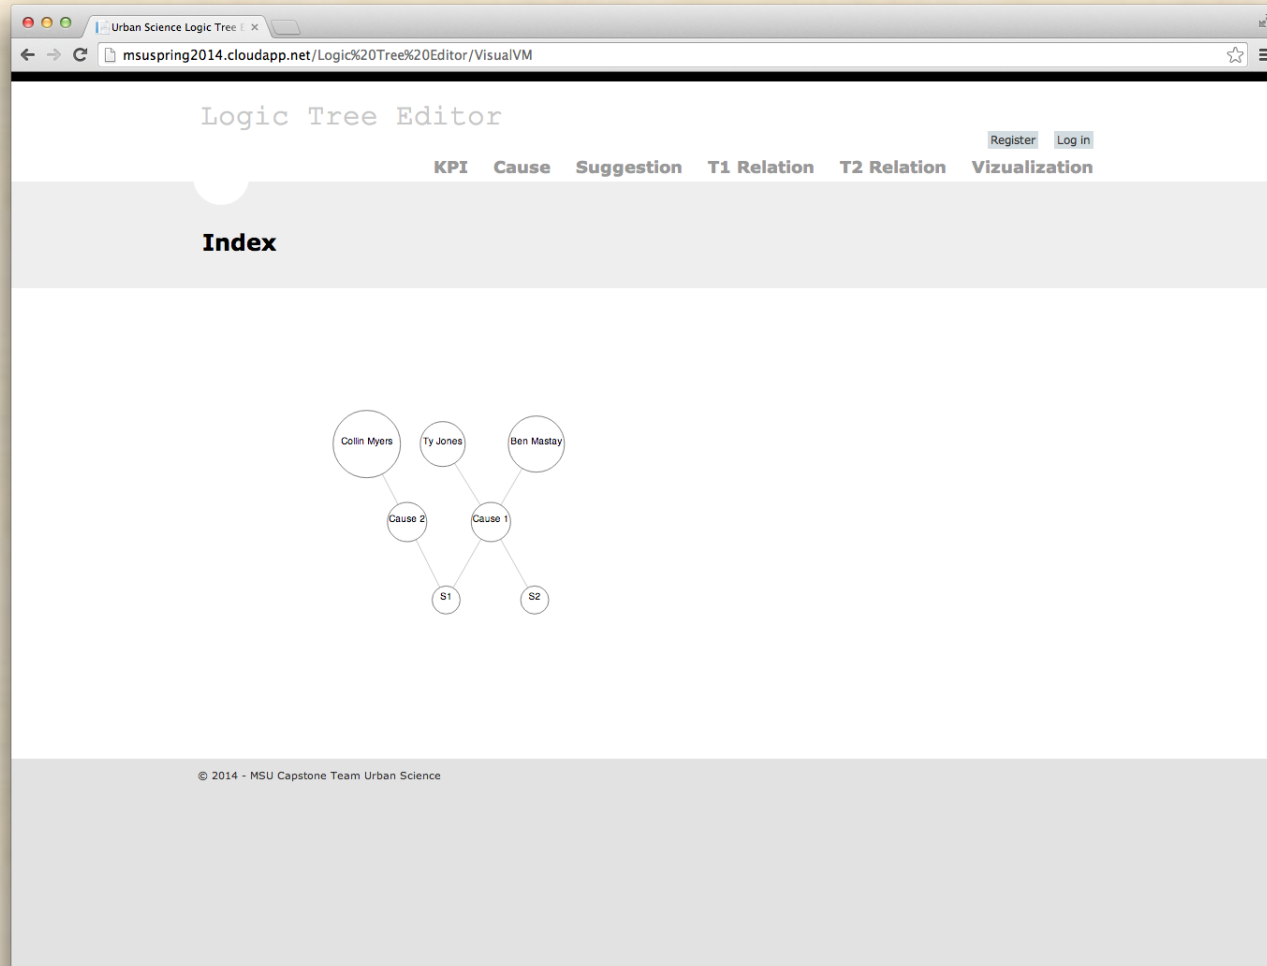 Urban Science Logic Tree E
msuspring2014.cloudapp.net/Logic%20Tree%20Editor/VisualVM
Logic Tree Editor
Register Log in
KPI Cause Suggestion T1 Relation T2 Relation Vizualization
Index
Collin Myers Ty Jones Ben Mastay
Cause 2 Cause 1
S1 S2
© 2014 - MSU Capstone Team Urban Science